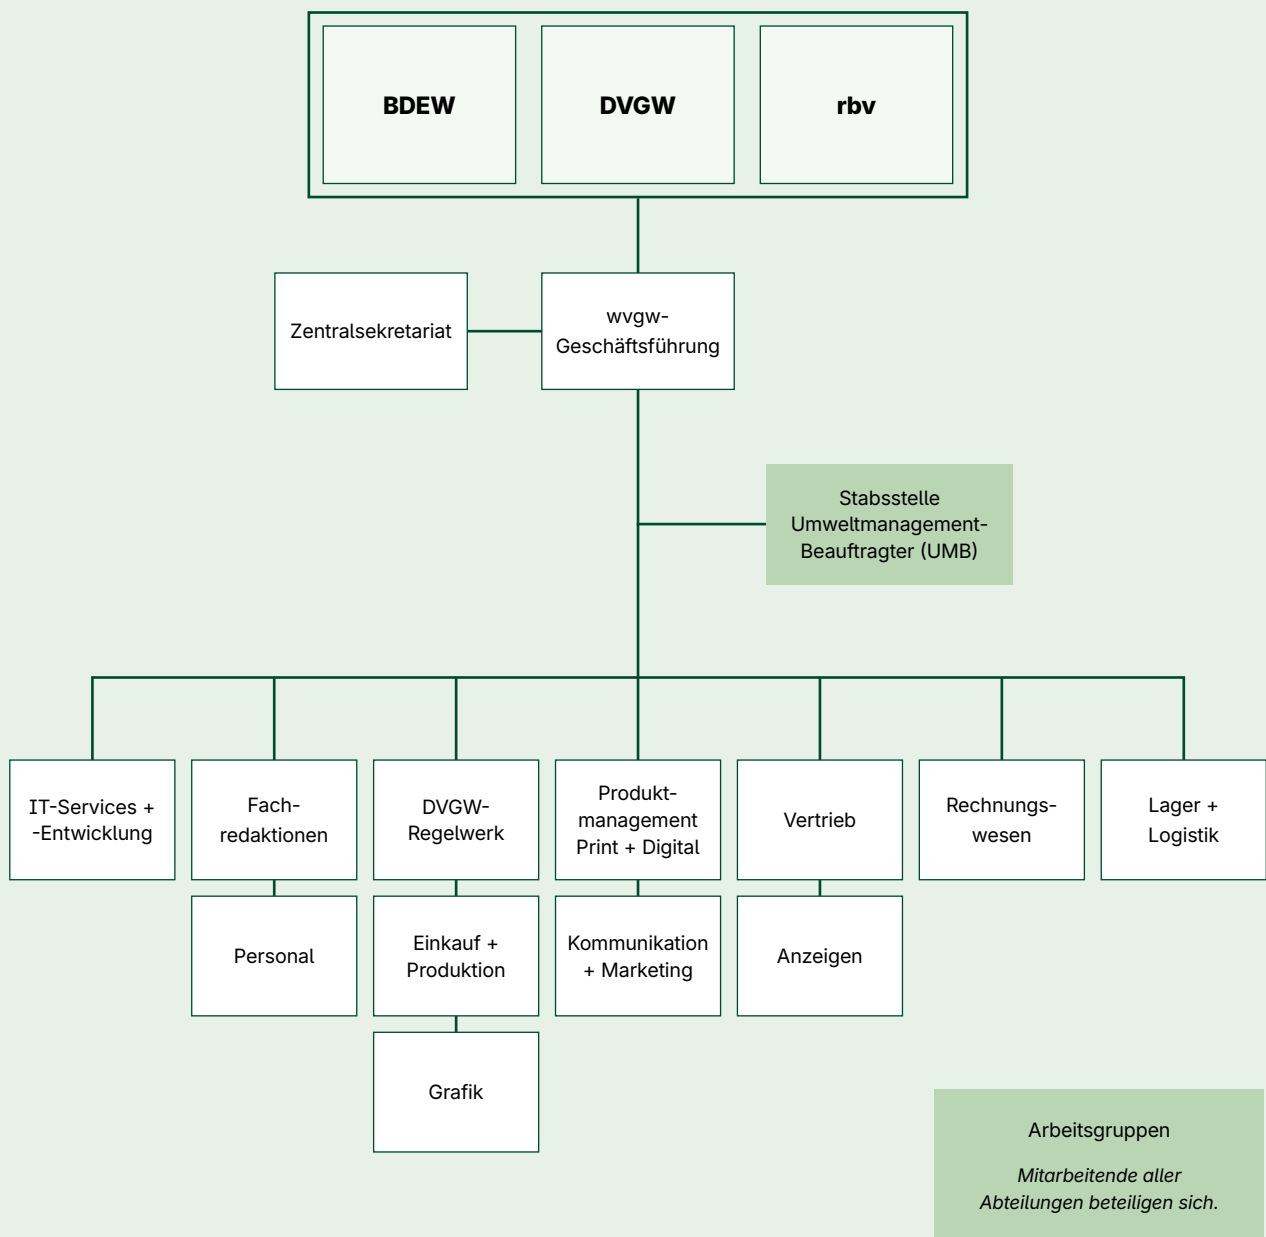 BDEW
DVGW
rbv
Zentralsekretariat
wvgw-
Geschäftsführung
Stabsstelle
Umweltmanagement-
Beauftragter (UMB)
IT-Services +
-Entwicklung
Fach-
redaktionen
DVGW-
Regelwerk
Produkt-
management
Print + Digital
Vertrieb
Rechnungs-
wesen
Lager +
Logistik
Personal
Einkauf +
Produktion
Kommunikation
+ Marketing
Anzeigen
Grafik
Arbeitsgruppen
Mitarbeitende aller
Abteilungen beteiligen sich.